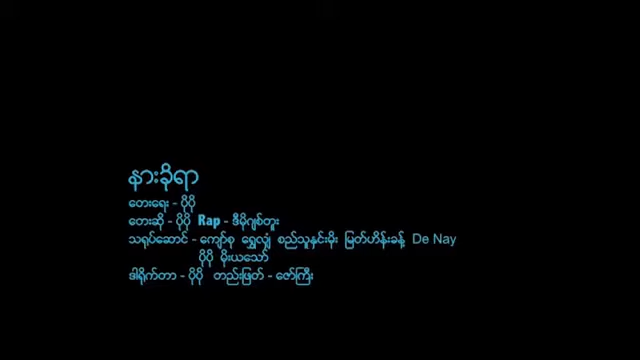 နားခိုရာ
တေးရေး - ပိုပို
တေးဆို - ပိုပို Rap - ဒီမိုဂျစ်တူး
သရုပ်ဆောင် - ကျော်စု ရွှေလျှံ စည်သူနှင်းမိုး မြတ်ဟိန်းခန့် De Nay
ပိုပို မိုးယသော်
ဒါရိုက်တာ - ပိုပို တည်းဖြတ် - ဇော်ကြီး